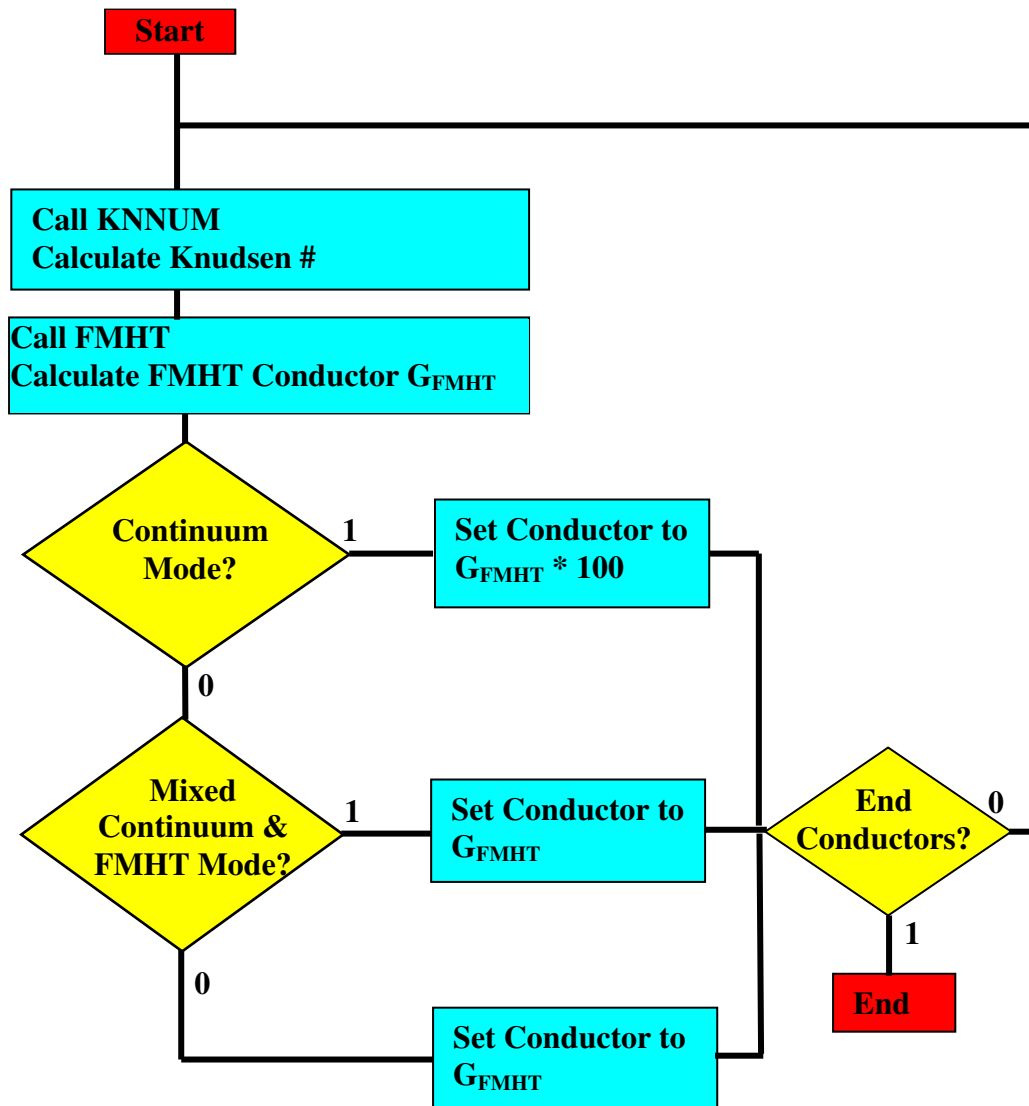 Start
Call KNNUM
Calculate Knudsen #
Call FMHT
Calculate FMHT Conductor GFMHT
Continuum
Mode?
1
Set Conductor to
GFMHT * 100
0
Mixed
Continuum &
FMHT Mode?
1
Set Conductor to
GFMHT
End
Conductors?
0
1
End
0
Set Conductor to
GFMHT